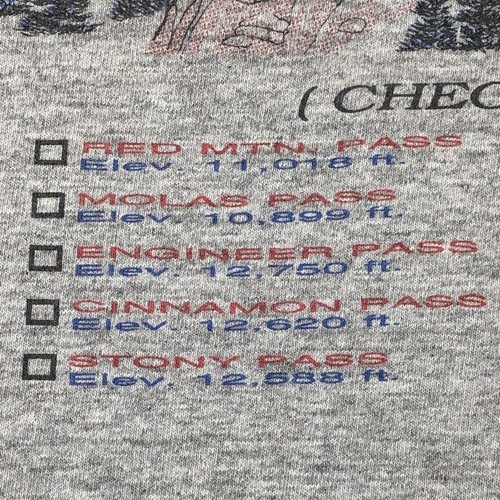 ( CHEC
RED MTN. PASS
Elev. 11,018 ft.
MOLAS PASS
Elev. 10,899 ft.
ENGINEER PASS
Elev. 12,750 ft.
CINNAMON PASS
Elev. 12,620 ft.
STONY PASS
Elev. 12,588 ft.